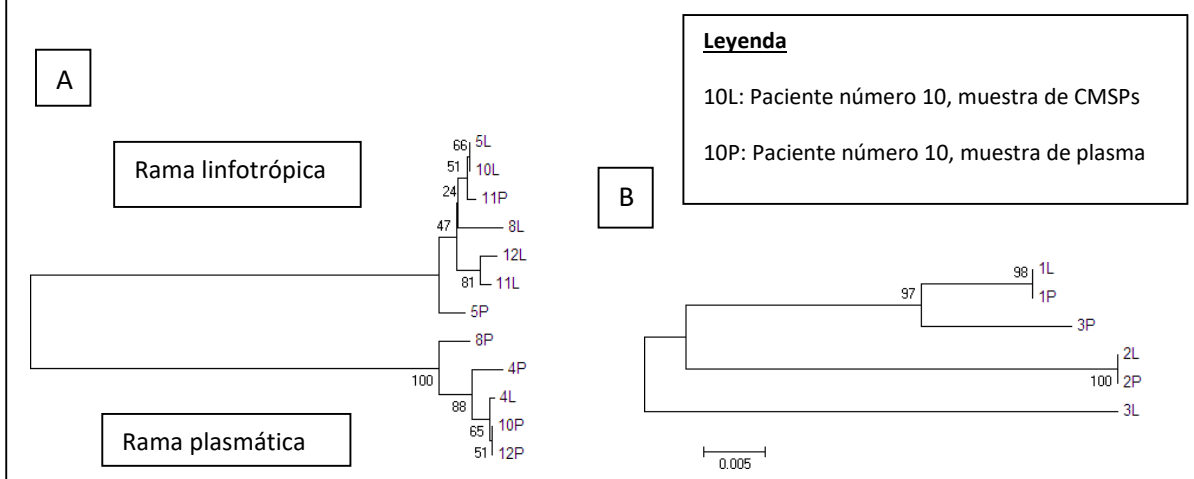 A
Rama linfotrópica
Rama plasmática
66
5L
51
10L
24
11P
47
8L
12L
81
11L
5P
8P
100
4P
88
4L
65
10P
51
12P
Leyenda
10L: Paciente número 10, muestra de CMSPs
10P: Paciente número 10, muestra de plasma
B
98
1L
97
1P
3P
2L
100
2P
3L
0.005